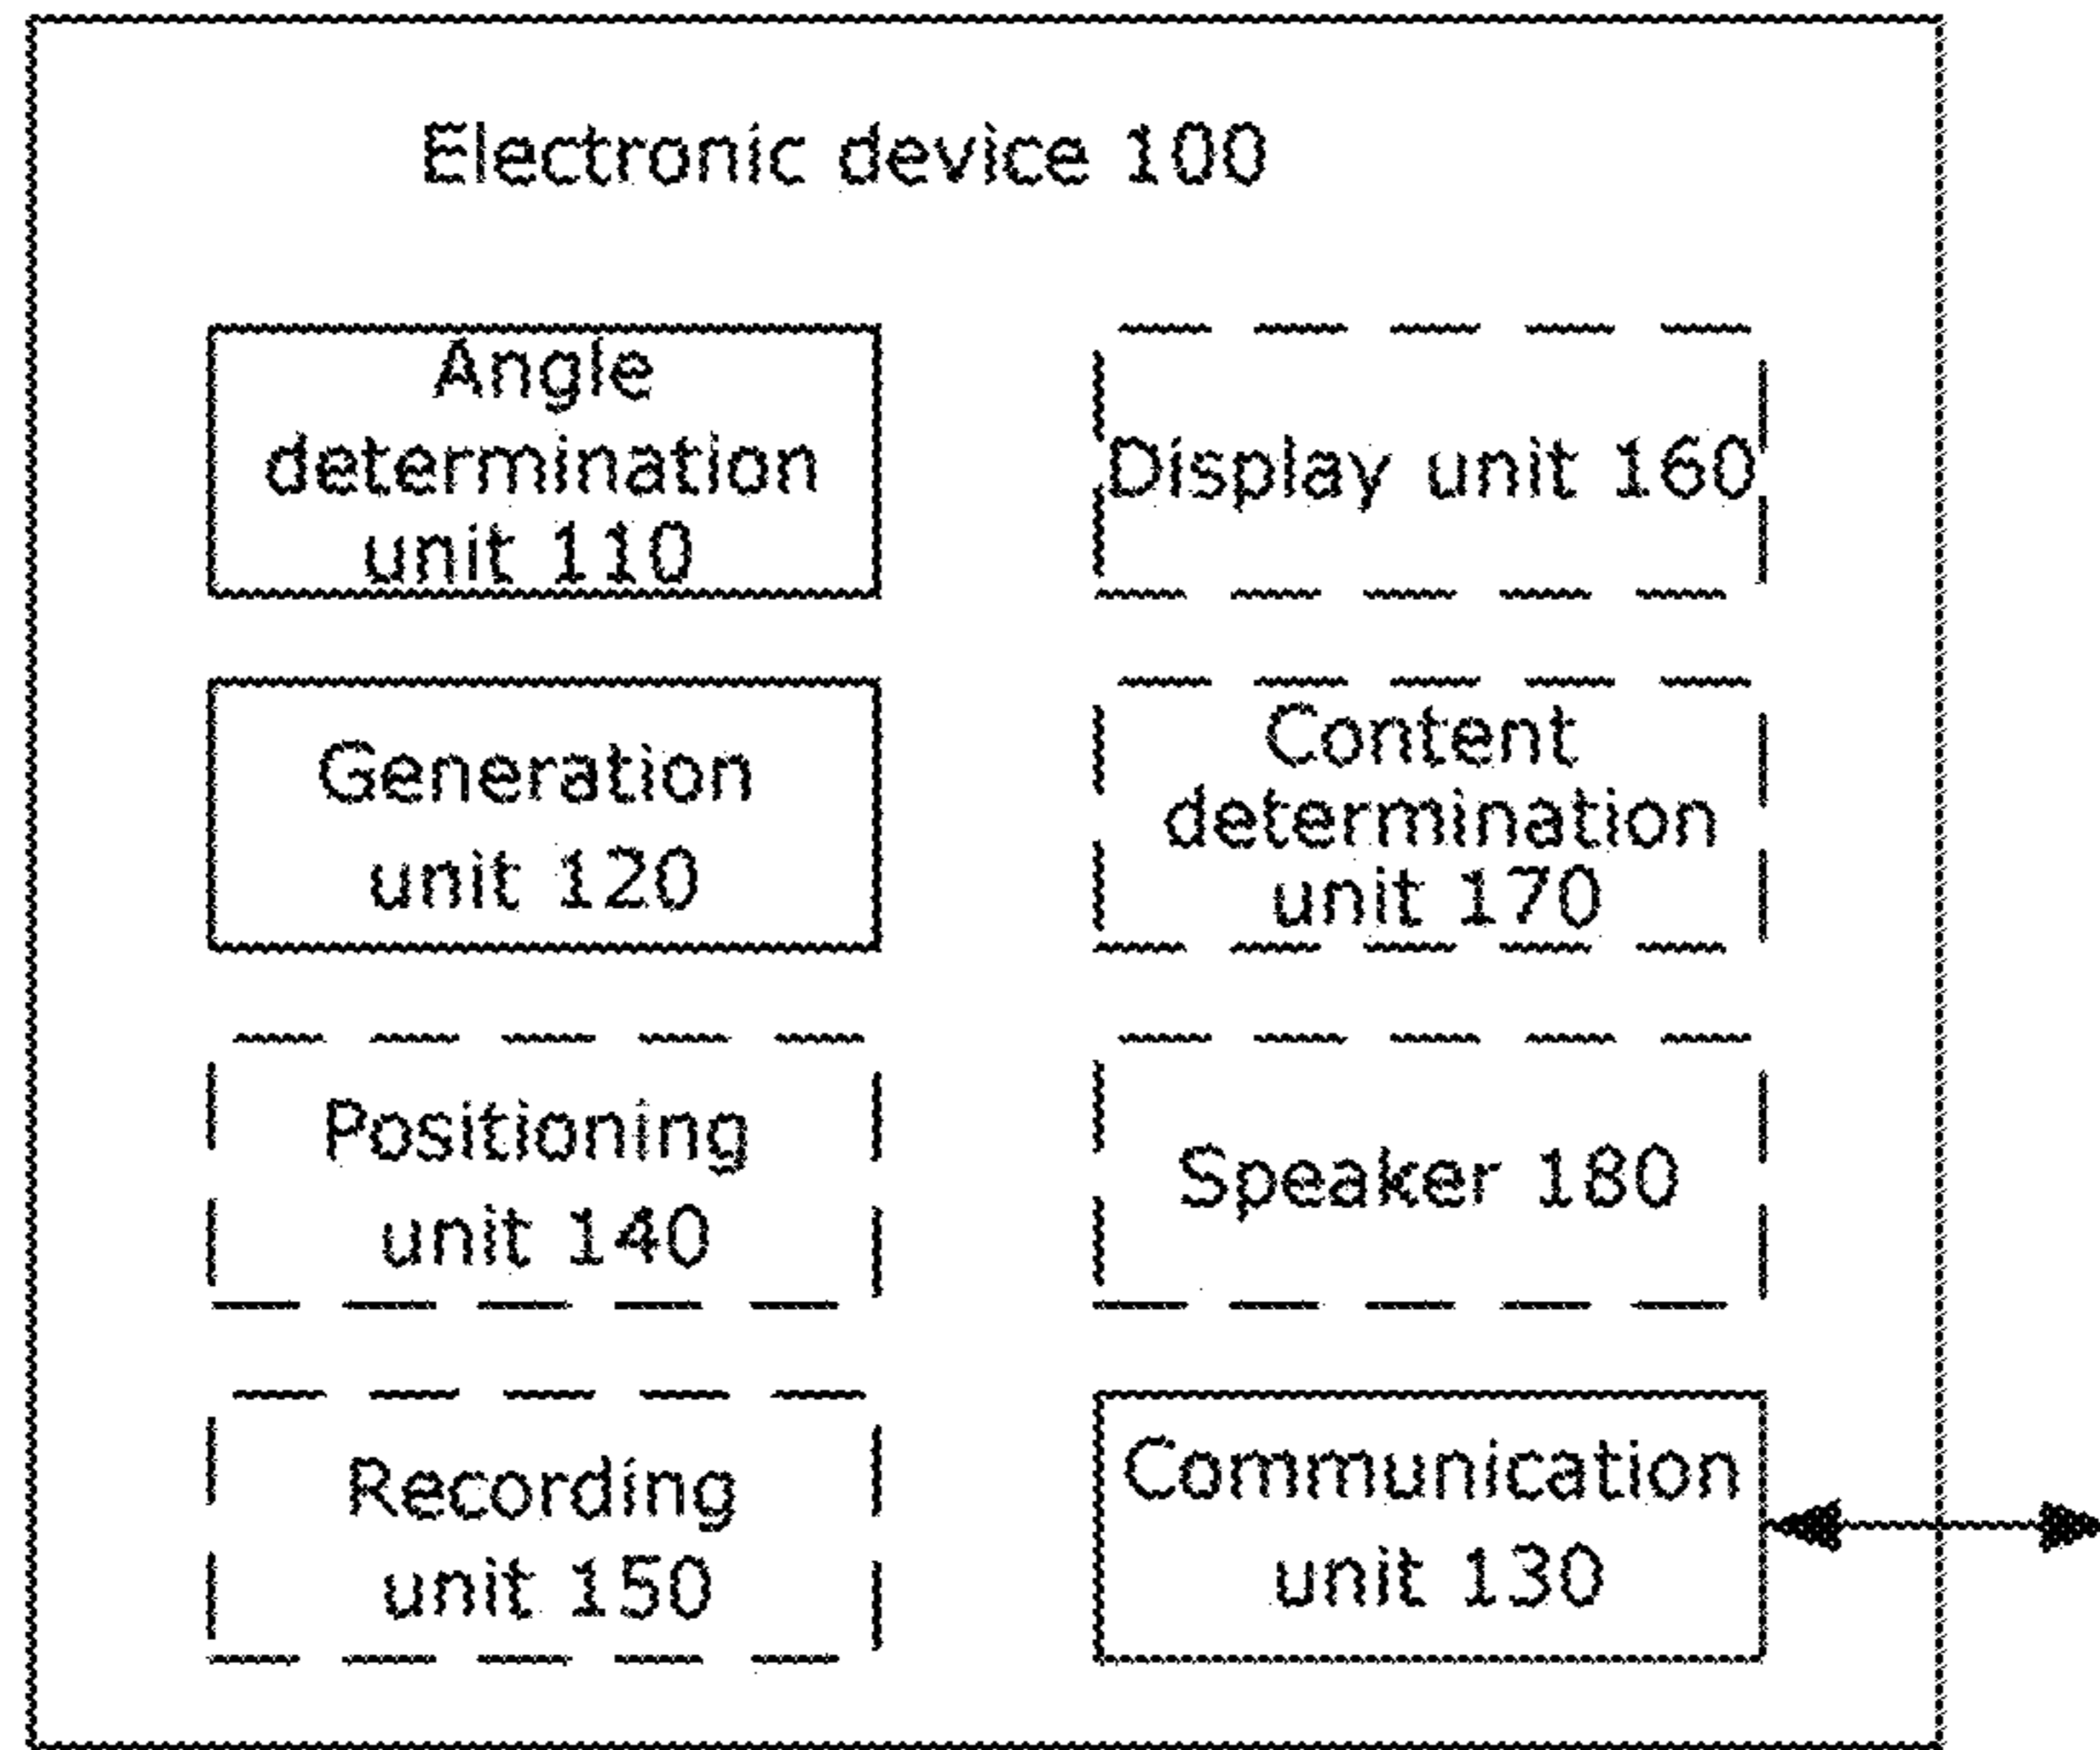 Electronic device 100
Angle
determination
unit 110
Display unit 160
Generation
unit 120
Content
determination
unit 170
Positioning
unit 140
Speaker 180
Recording
unit 150
Communication
unit 130